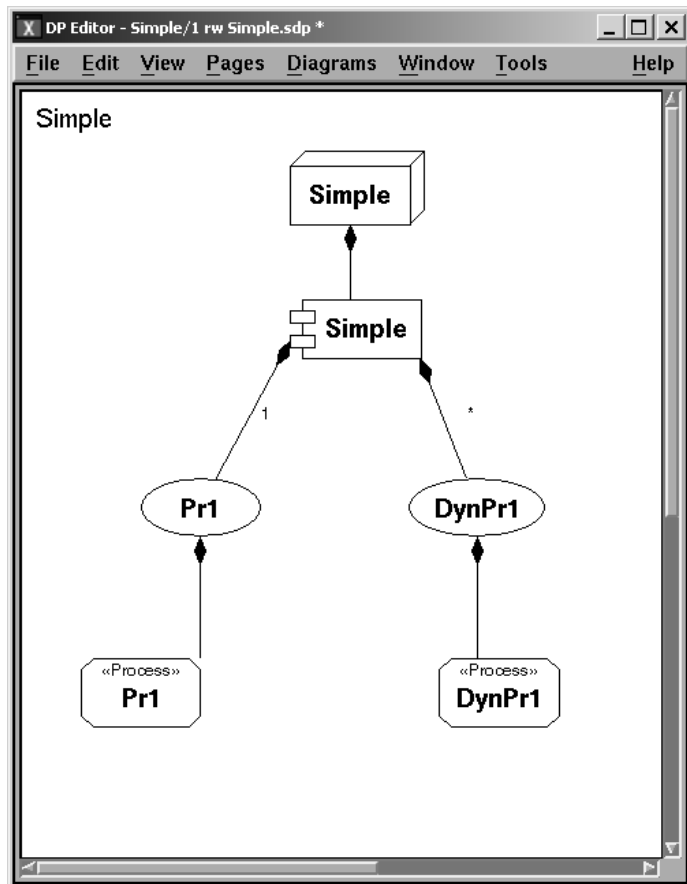 X DP Editor - Simple/1 rw Simple.sdp *
File Edit View Pages Diagrams Window Tools Help
Simple
Simple
Simple
1 *
Pr1 DynPr1
«Process» «Process»
Pr1 DynPr1